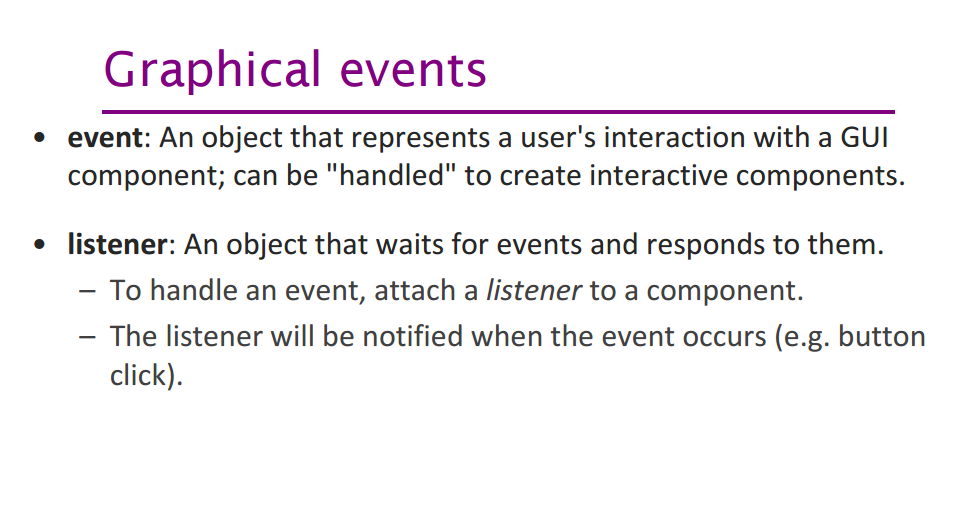 Graphical events
• event: An object that represents a user's interaction with a GUI
component; can be "handled" to create interactive components.
• listener: An object that waits for events and responds to them.
– To handle an event, attach a listener to a component.
– The listener will be notified when the event occurs (e.g. button
click).